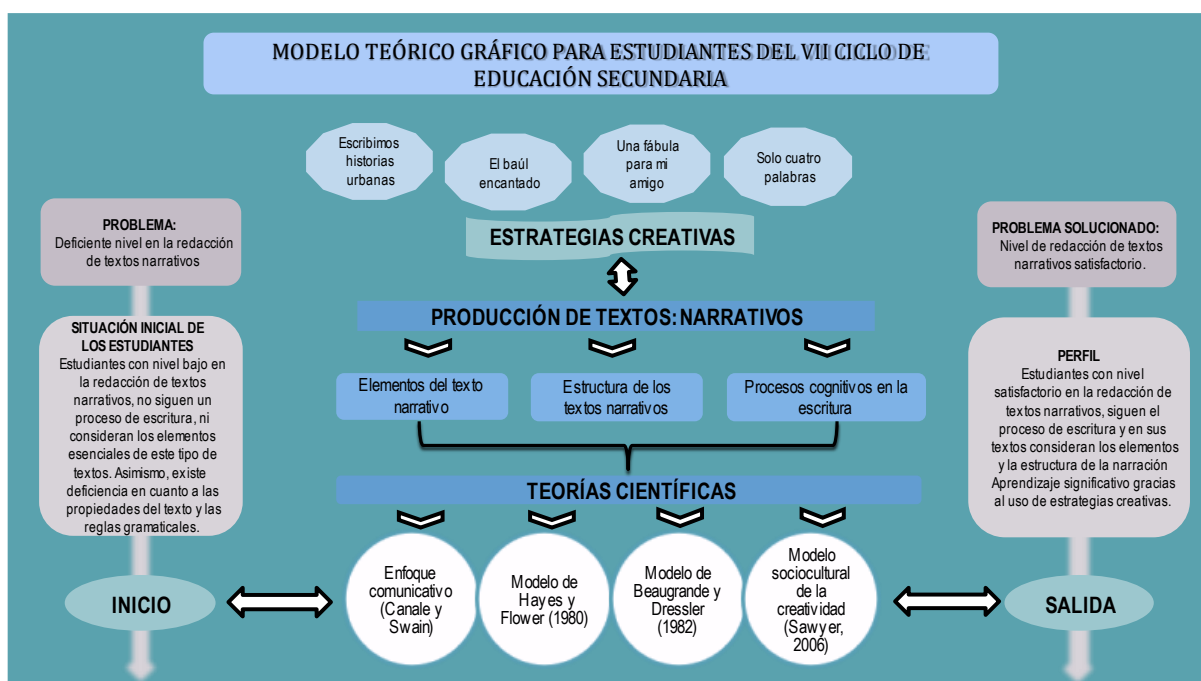 MODELO TEÓRICO GRÁFICO PARA ESTUDIANTES DEL VII CICLO DE
EDUCACIÓN SECUNDARIA
Escribimos
historias
urbanas
El baúl
encantado
Una fábula
para mi
amigo
Solo cuatro
palabras
ESTRATEGIAS CREATIVAS
PROBLEMA:
Deficiente nivel en la redacción
de textos narrativos
SITUACIÓN INICIAL DE
LOS ESTUDIANTES
Estudiantes con nivel bajo en
la redacción de textos
narrativos, no siguen un
proceso de escritura, ni
consideran los elementos
esenciales de este tipo de
textos. Asimismo, existe
deficiencia en cuanto a las
propiedades del texto y las
reglas gramaticales.
INICIO
PRODUCCIÓN DE TEXTOS: NARRATIVOS
Elementos del texto
narrativo
Estructura de los
textos narrativos
Procesos cognitivos en la
escritura
TEORÍAS CIENTÍFICAS
Enfoque
comunicativo
(Canale y
Swain)
Modelo de
Hayes y
Flower (1980)
Modelo de
Beaugrande y
Dressler
(1982)
Modelo
sociocultural
de la
creatividad
(Sawyer,
2006)
PROBLEMA SOLUCIONADO:
Nivel de redacción de textos
narrativos satisfactorio.
PERFIL
Estudiantes con nivel
satisfactorio en la redacción de
textos narrativos, siguen el
proceso de escritura y en sus
textos consideran los elementos
y la estructura de la narración
Aprendizaje significativo gracias
al uso de estrategias creativas.
SALIDA